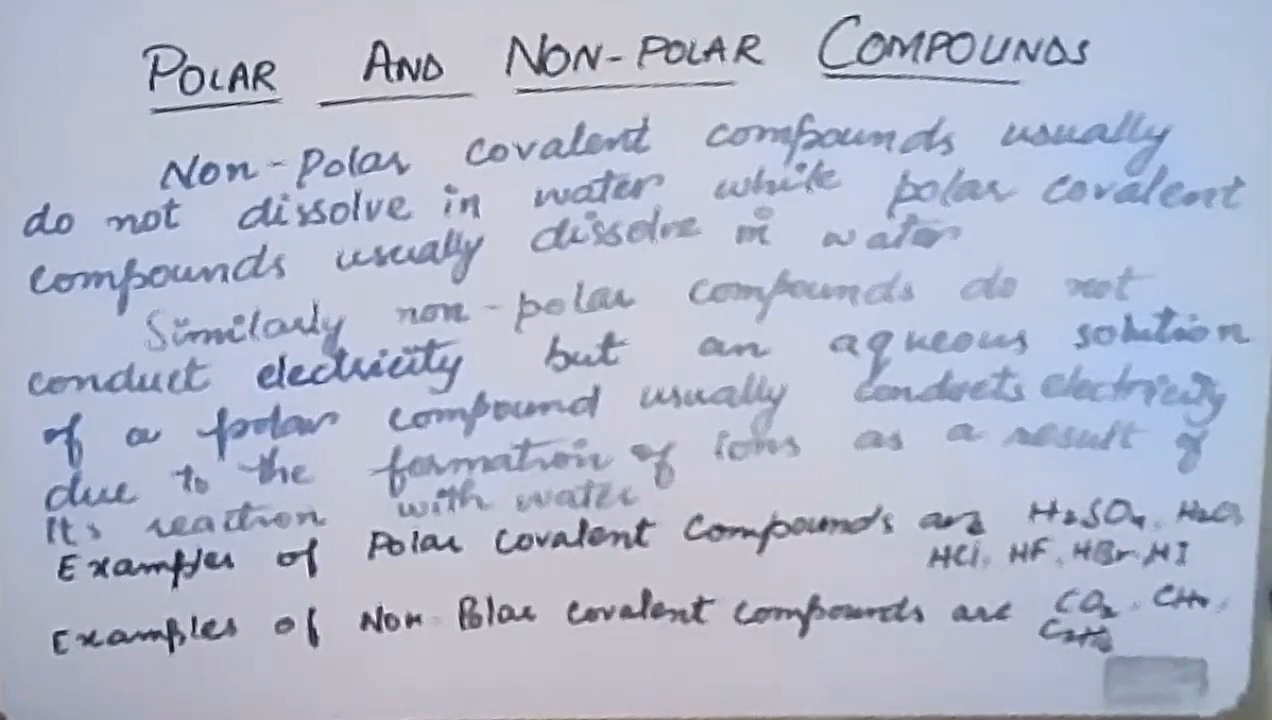 POLAR AND NON-POLAR COMPOUNDS
Non-Polar covalent compounds usually
do not dissolve in water while polar covalent
compounds usually dissolve in water
Similarly non-polar compounds do not
conduct electricity but an aqueous solution
of a polar compound usually conducts electricity
due to the formation of ions as a result of
Its reaction with water
Examples of Polar covalent compounds are H₂SO₄, H₂O,
HCl, HF, HBr, HI
Examples of Non-Polar covalent compounds are CO₂, CH₄,